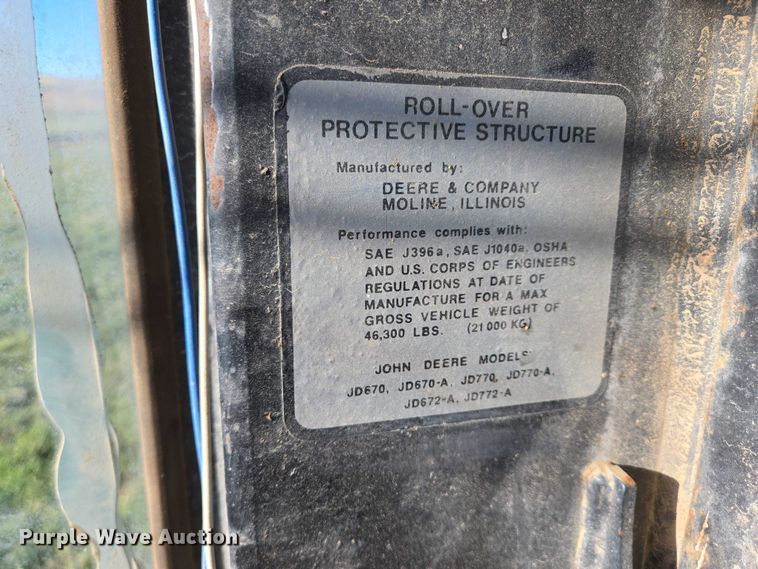 ROLL-OVER
PROTECTIVE STRUCTURE
Manufactured by:
DEERE & COMPANY
MOLINE, ILLINOIS
Performance complies with:
SAE J396a, SAE J1040a, OSHA
AND U.S. CORPS OF ENGINEERS
REGULATIONS AT DATE OF
MANUFACTURE FOR A MAX
GROSS VEHICLE WEIGHT OF
46,300 LBS. (21 000 KG)
JOHN DEERE MODELS:
JD670, JD670-A, JD770, JD770-A,
JD672-A, JD772-A
Purple Wave Auction